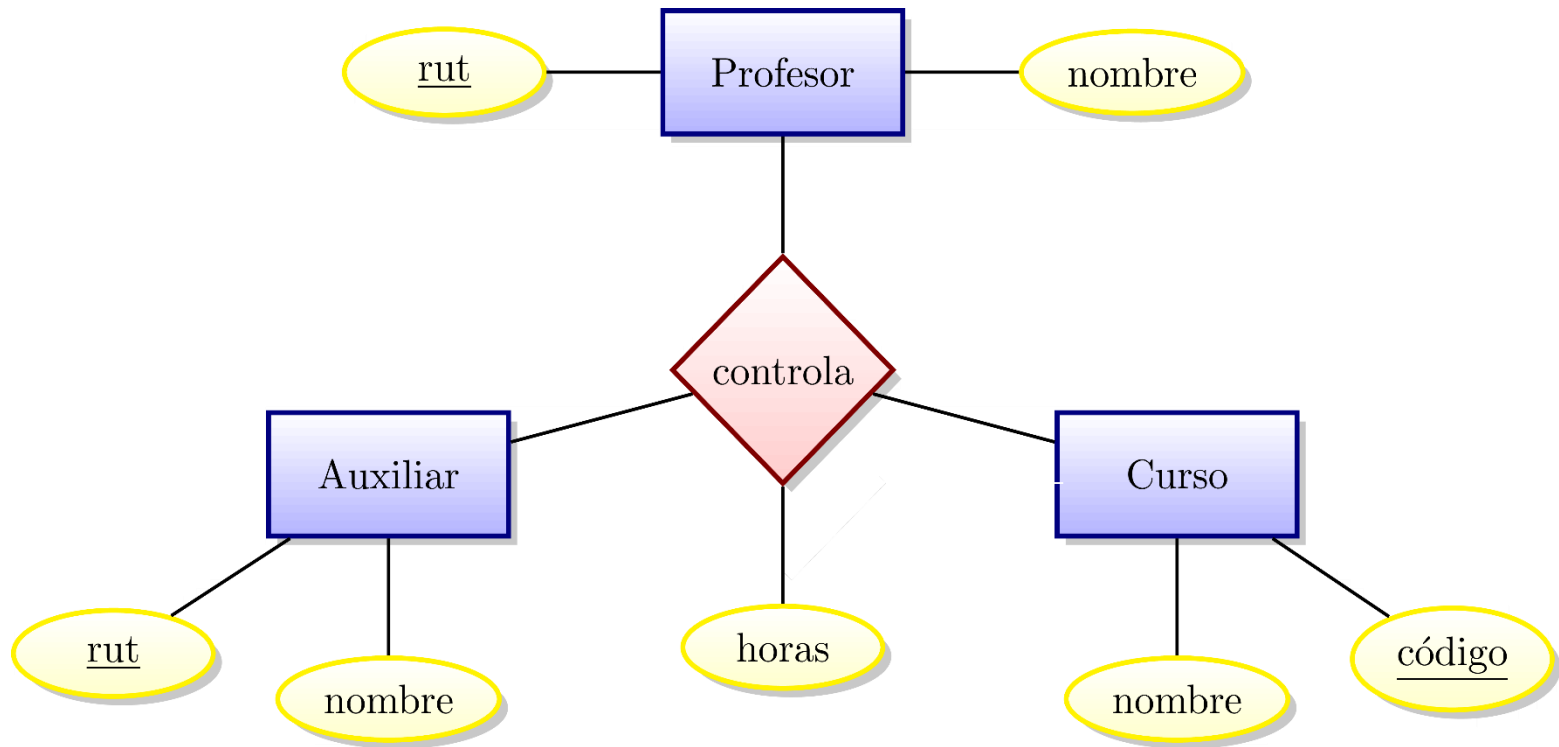 rut
Profesor
nombre
controla
Auxiliar
Curso
rut
nombre
horas
nombre
código